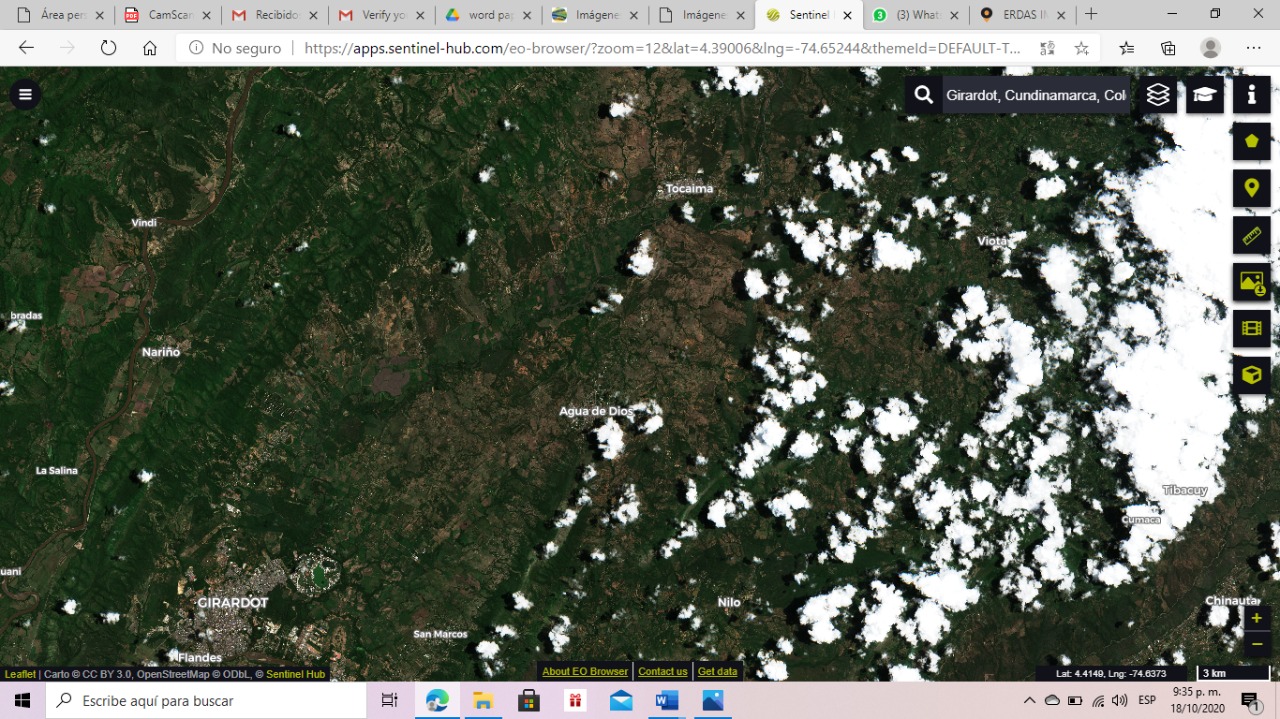 Área per
CamScar
Recibido
Verify yo
word pap
Imágene
Imágene
Sentinel
(3) What
ERDAS I
No seguro
https://apps.sentinel-hub.com/eo-browser/?zoom=12&lat=4.39006&lng=-74.65244&themeId=DEFAULT-T...
Girardot, Cundinamarca, Col
Tocaima
Vindi
Viotá
bradas
Nariño
Agua de Dios
La Salina
Tibacuy
Cumaca
uani
GIRARDOT
Nilo
Chinauta
San Marcos
Flandes
Leaflet | Carto © CC BY 3.0, OpenStreetMap © ODbL, © Sentinel Hub
About EO Browser
Contact us
Get data
Lat: 4.4149, Lng: -74.6373
3 km
Escribe aquí para buscar
ESP
9:35 p. m.
18/10/2020
1